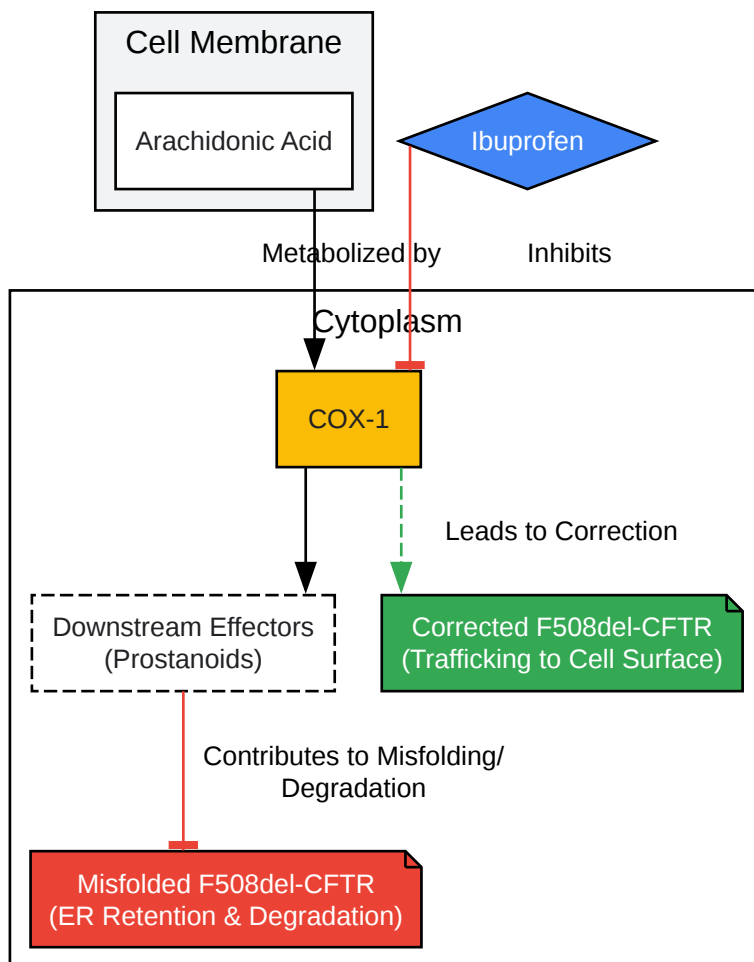 Cell Membrane
Arachidonic Acid
Ibuprofen
Metabolized by
Inhibits
Cytoplasm
COX-1
Leads to Correction
Downstream Effectors
(Prostanoids)
Corrected F508del-CFTR
(Trafficking to Cell Surface)
Contributes to Misfolding/
Degradation
Misfolded F508del-CFTR
(ER Retention & Degradation)